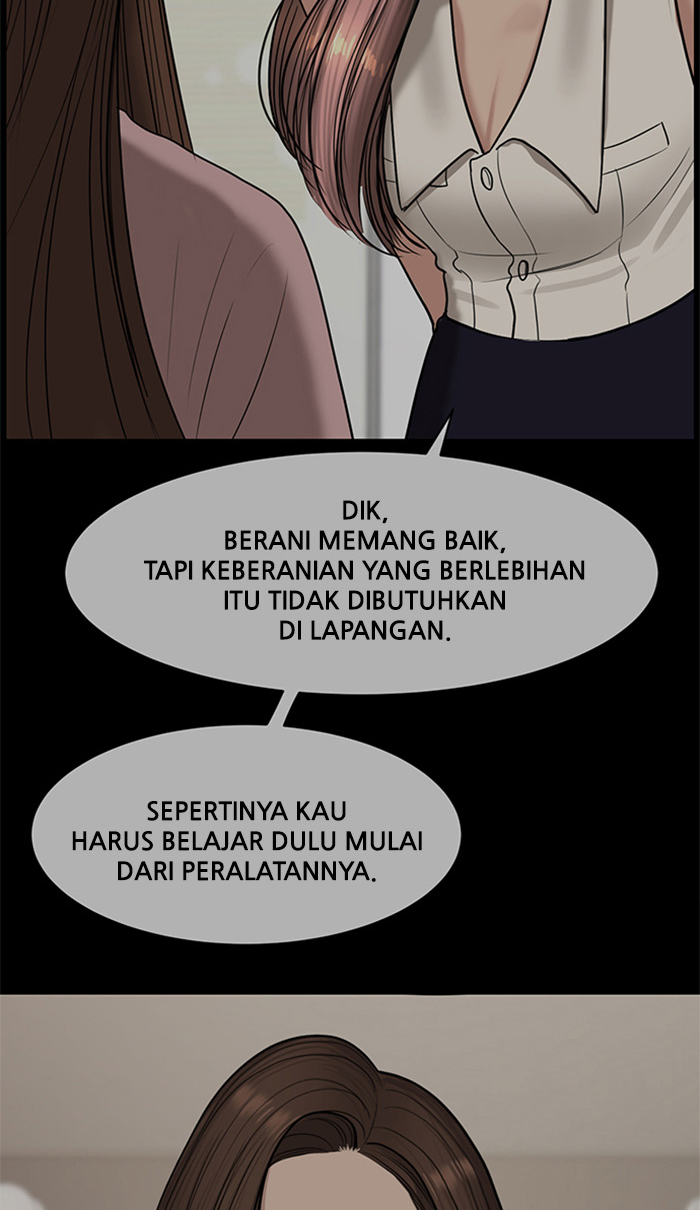 DIK,
BERANI MEMANG BAIK,
TAPI KEBERANIAN YANG BERLEBIHAN
ITU TIDAK DIBUTUHKAN
DI LAPANGAN.
SEPERTINYA KAU
HARUS BELAJAR DULU MULAI
DARI PERALATANNYA.